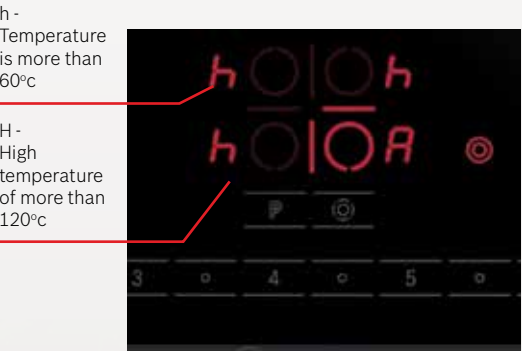 h -
Temperature
is more than
60°c
H -
High
temperature
of more than
120°c
h h
h A
P
3 4 5